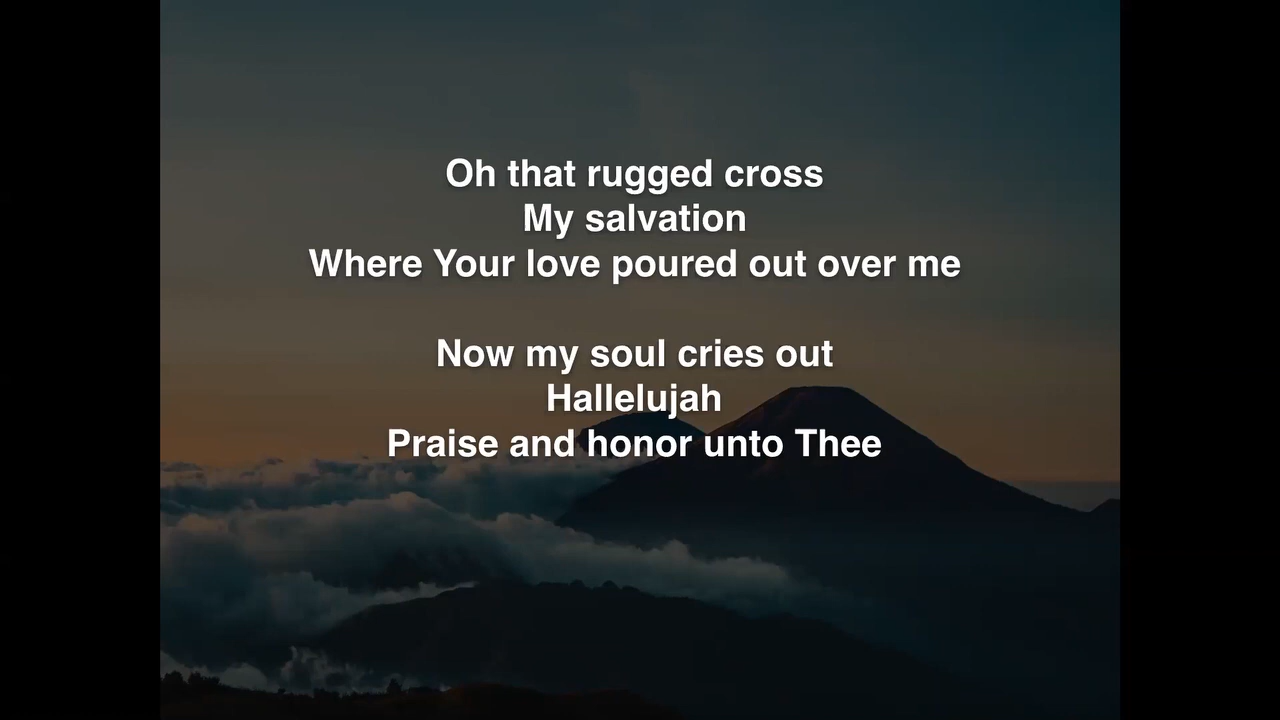 Oh that rugged cross
My salvation
Where Your love poured out over me
Now my soul cries out
Hallelujah
Praise and honor unto Thee